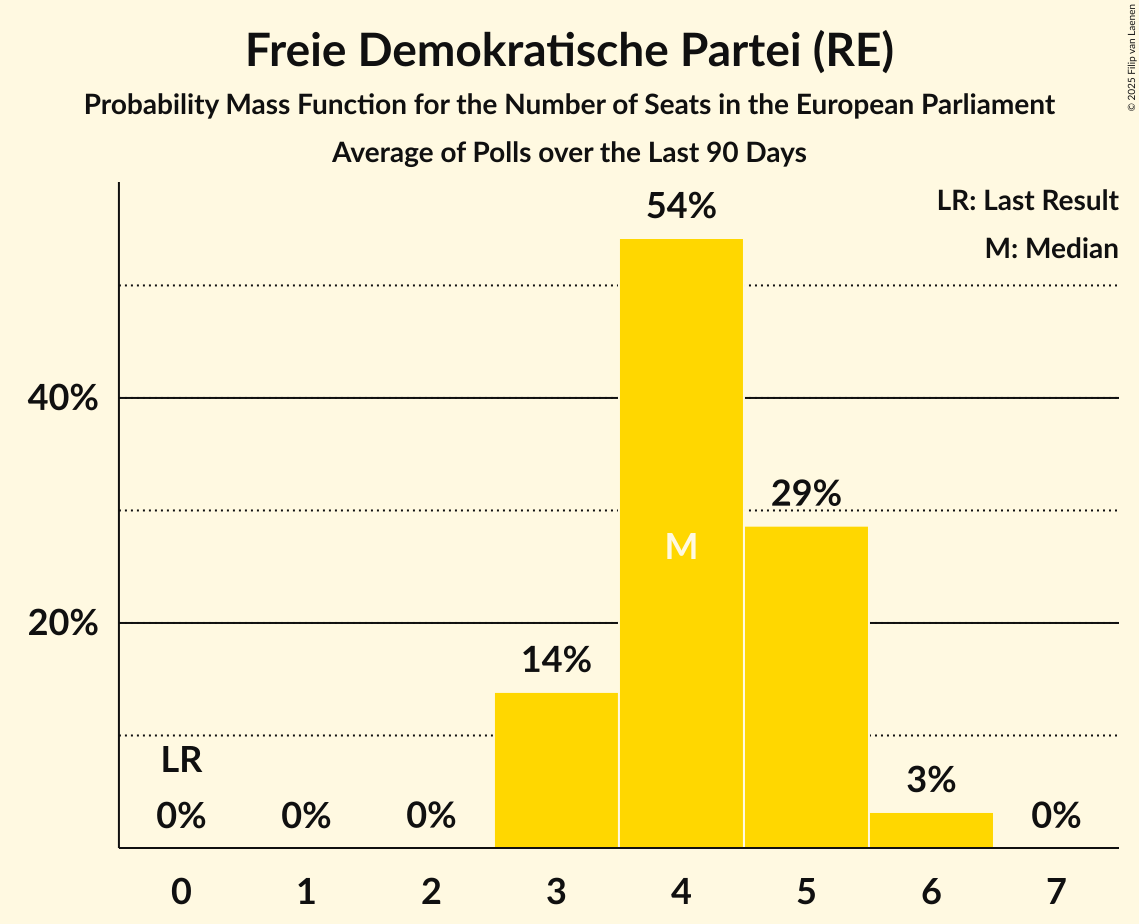 Freie Demokratische Partei (RE)
Probability Mass Function for the Number of Seats in the European Parliament
Average of Polls over the Last 90 Days
© 2025 Filip van Laenen
LR: Last Result
M: Median
54%
40%
29%
M
20%
14%
LR
3%
0% 0% 0% 0%
0 1 2 3 4 5 6 7